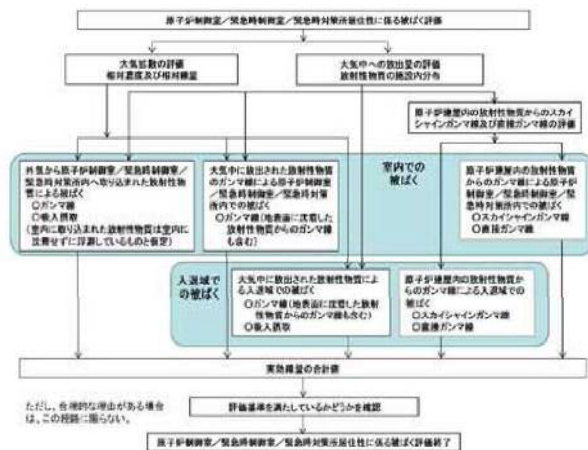 原子炉制御室/緊急時制御室/緊急時対策所居住性に係る被ばく評価
大気拡散の評価
相対濃度及び相対線量
大気中への放出量の評価
放射性物質の施設内分布
原子炉建屋内の放射性物質からのスカイ
シャインガンマ線及び直接ガンマ線の評価
室内での
被ばく
外気から原子炉制御室/緊急時制御室/
緊急時対策所内へ取り込まれた放射性物
質による被ばく
○ガンマ線
○吸入摂取
(室内に取り込まれた放射性物質は室内に
沈着せずに浮遊しているものと仮定)
大気中に放出された放射性物質
のガンマ線による原子炉制御室
/緊急時制御室/緊急時対策
所内での被ばく
○ガンマ線(地表面に沈着した
放射性物質からのガンマ線
も含む)
原子炉建屋内の放射性物質
からのガンマ線による原子炉
制御室/緊急時制御室/緊
急時対策所内での被ばく
○スカイシャインガンマ線
○直接ガンマ線
入退域で
の被ばく
大気中に放出された放射性物質によ
る入退域での被ばく
○ガンマ線(地表面に沈着した放射
性物質からのガンマ線も含む)
○吸入摂取
原子炉建屋内の放射性物質か
らのガンマ線による入退域での被
ばく
○スカイシャインガンマ線
○直接ガンマ線
実効線量の合計値
ただし、合理的な理由がある場合
は、この経路に限らない。
評価基準を満たしているかどうかを確認
原子炉制御室/緊急時制御室/緊急時対策所居住性に係る被ばく評価終了